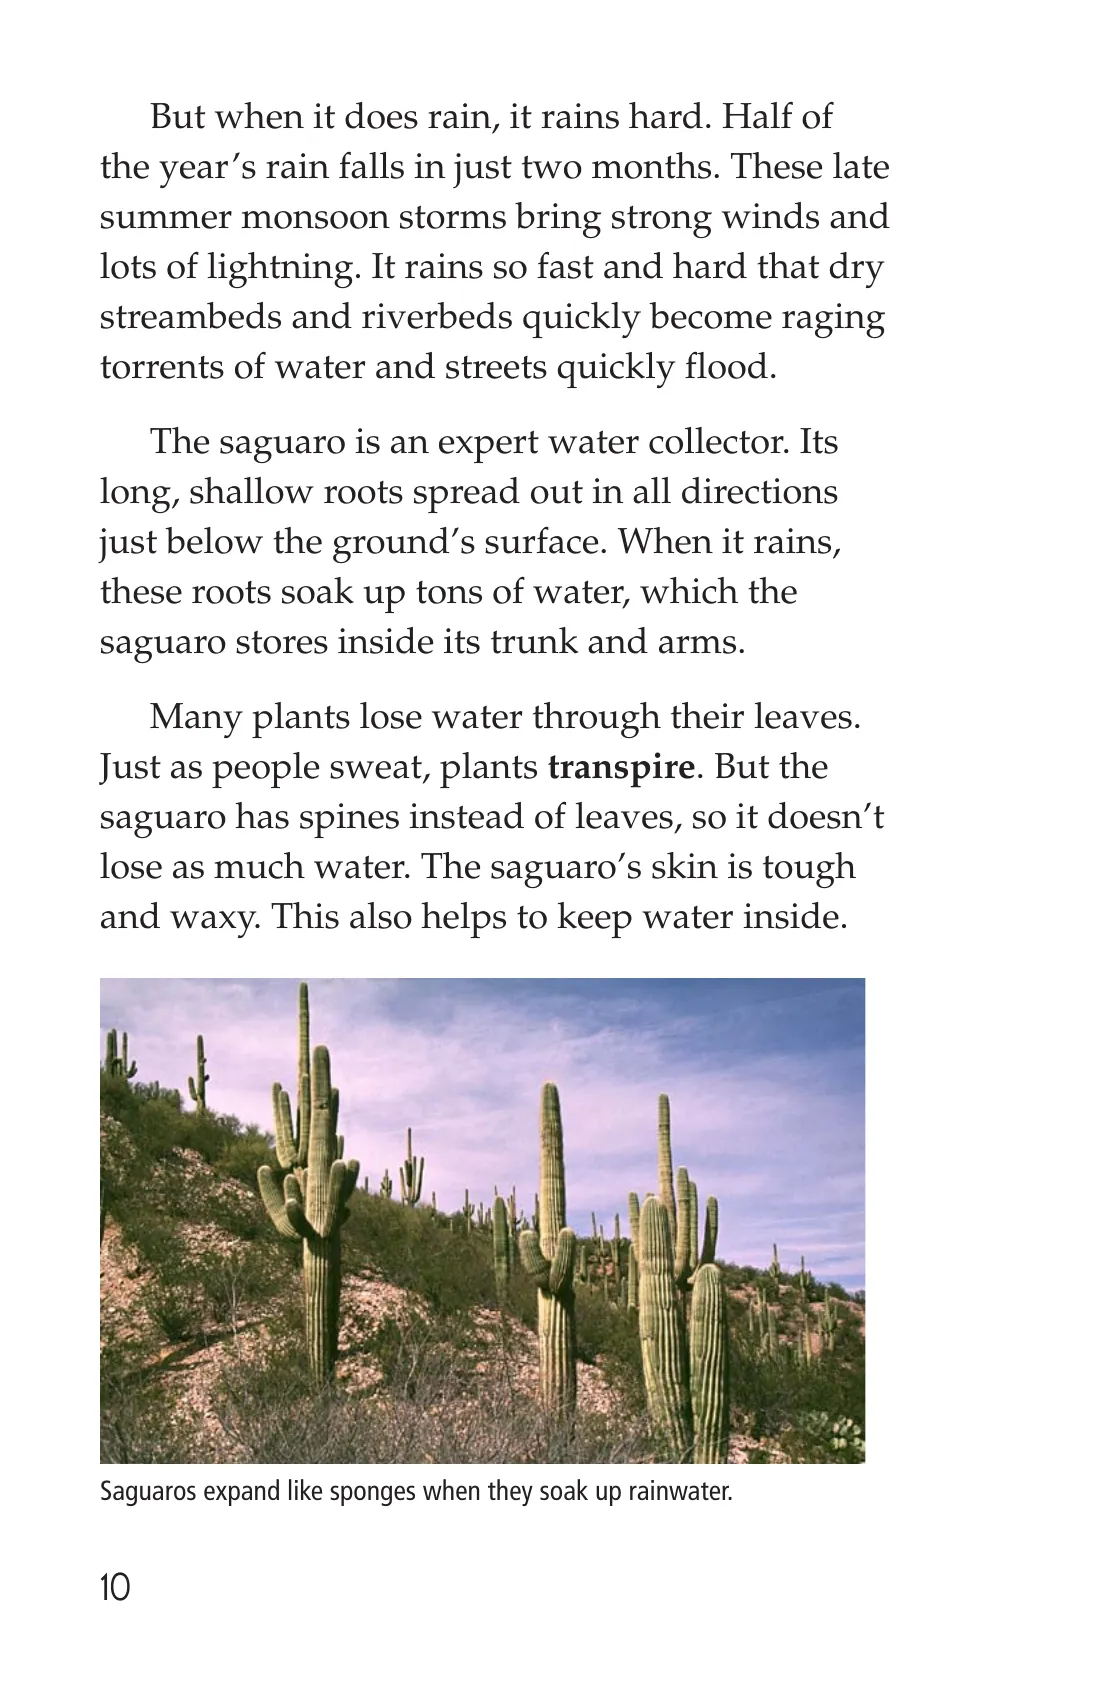 But when it does rain, it rains hard. Half of
the year’s rain falls in just two months. These late
summer monsoon storms bring strong winds and
lots of lightning. It rains so fast and hard that dry
streambeds and riverbeds quickly become raging
torrents of water and streets quickly flood.
The saguaro is an expert water collector. Its
long, shallow roots spread out in all directions
just below the ground’s surface. When it rains,
these roots soak up tons of water, which the
saguaro stores inside its trunk and arms.
Many plants lose water through their leaves.
Just as people sweat, plants transpire. But the
saguaro has spines instead of leaves, so it doesn’t
lose as much water. The saguaro’s skin is tough
and waxy. This also helps to keep water inside.
Saguaros expand like sponges when they soak up rainwater.
10